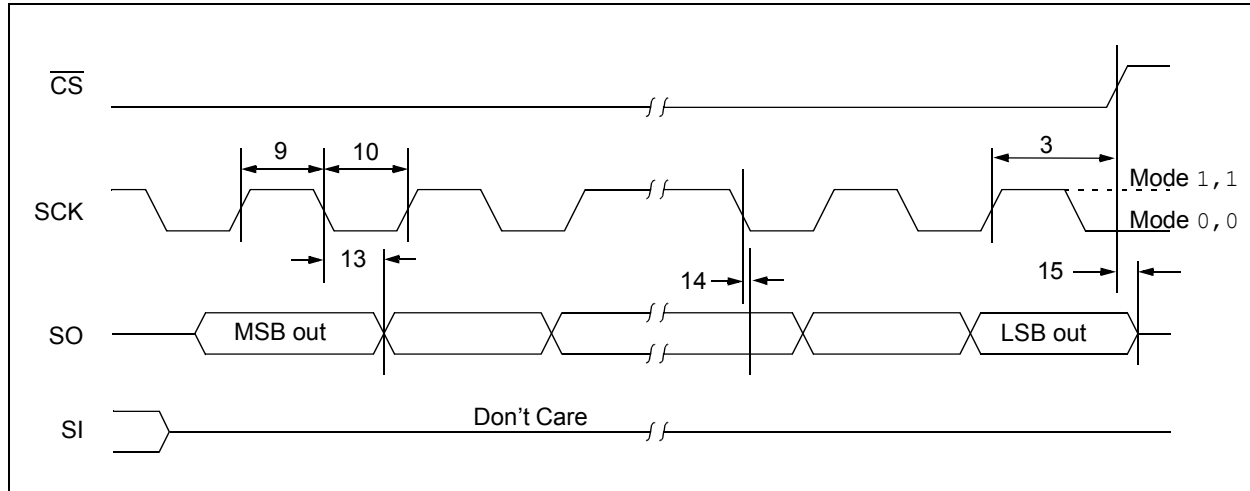 CS
3
9
10
Mode 1,1
SCK
Mode 0,0
13
14
15
SO
MSB out
LSB out
Don't Care
SI